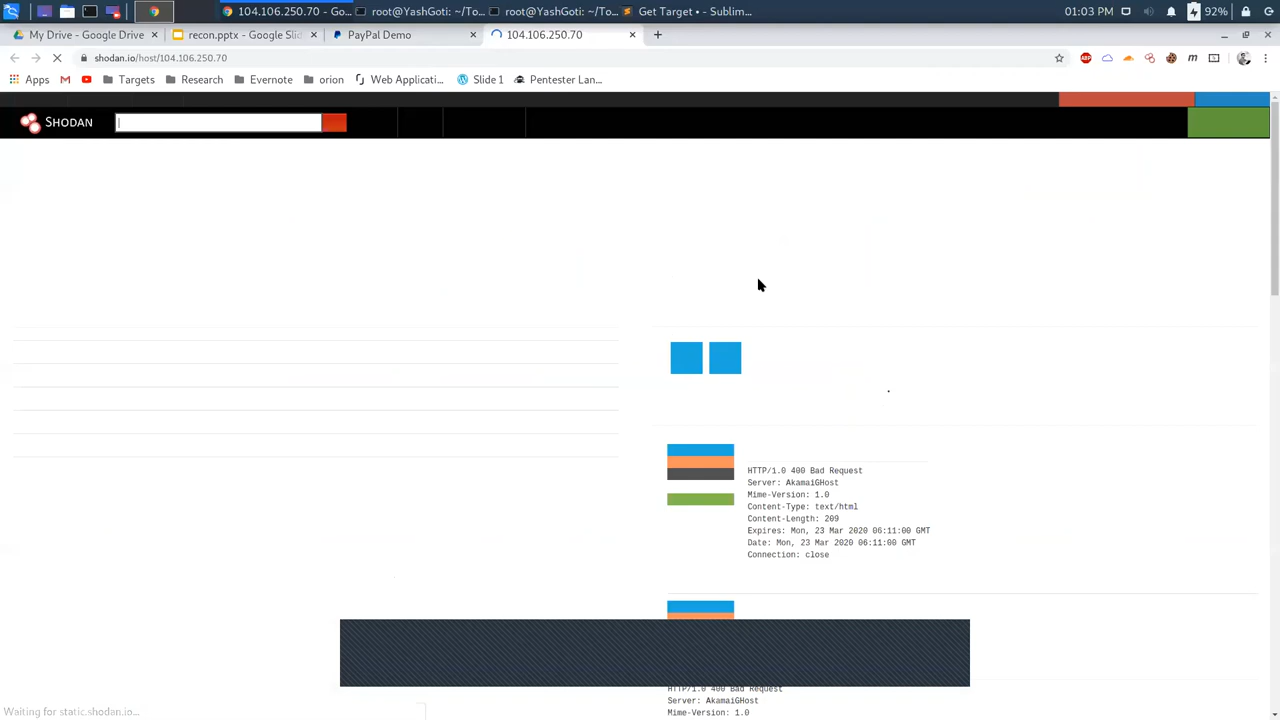 104.106.250.70 - Go...
root@YashGoti: ~/To...
root@YashGoti: ~/To...
Get Target • - Sublim...
01:03 PM
92%
My Drive - Google Drive
recon.pptx - Google Slid
PayPal Demo
104.106.250.70
shodan.io/host/104.106.250.70
Apps
Targets
Research
Evernote
orion
Web Applicati...
Slide 1
Pentester Lan...
SHODAN
HTTP/1.0 400 Bad Request
Server: AkamaiGHost
Mime-Version: 1.0
Content-Type: text/html
Content-Length: 209
Expires: Mon, 23 Mar 2020 06:11:00 GMT
Date: Mon, 23 Mar 2020 06:11:00 GMT
Connection: close
HTTP/1.0 400 Bad Request
Server: AkamaiGHost
Mime-Version: 1.0
Waiting for static.shodan.io...